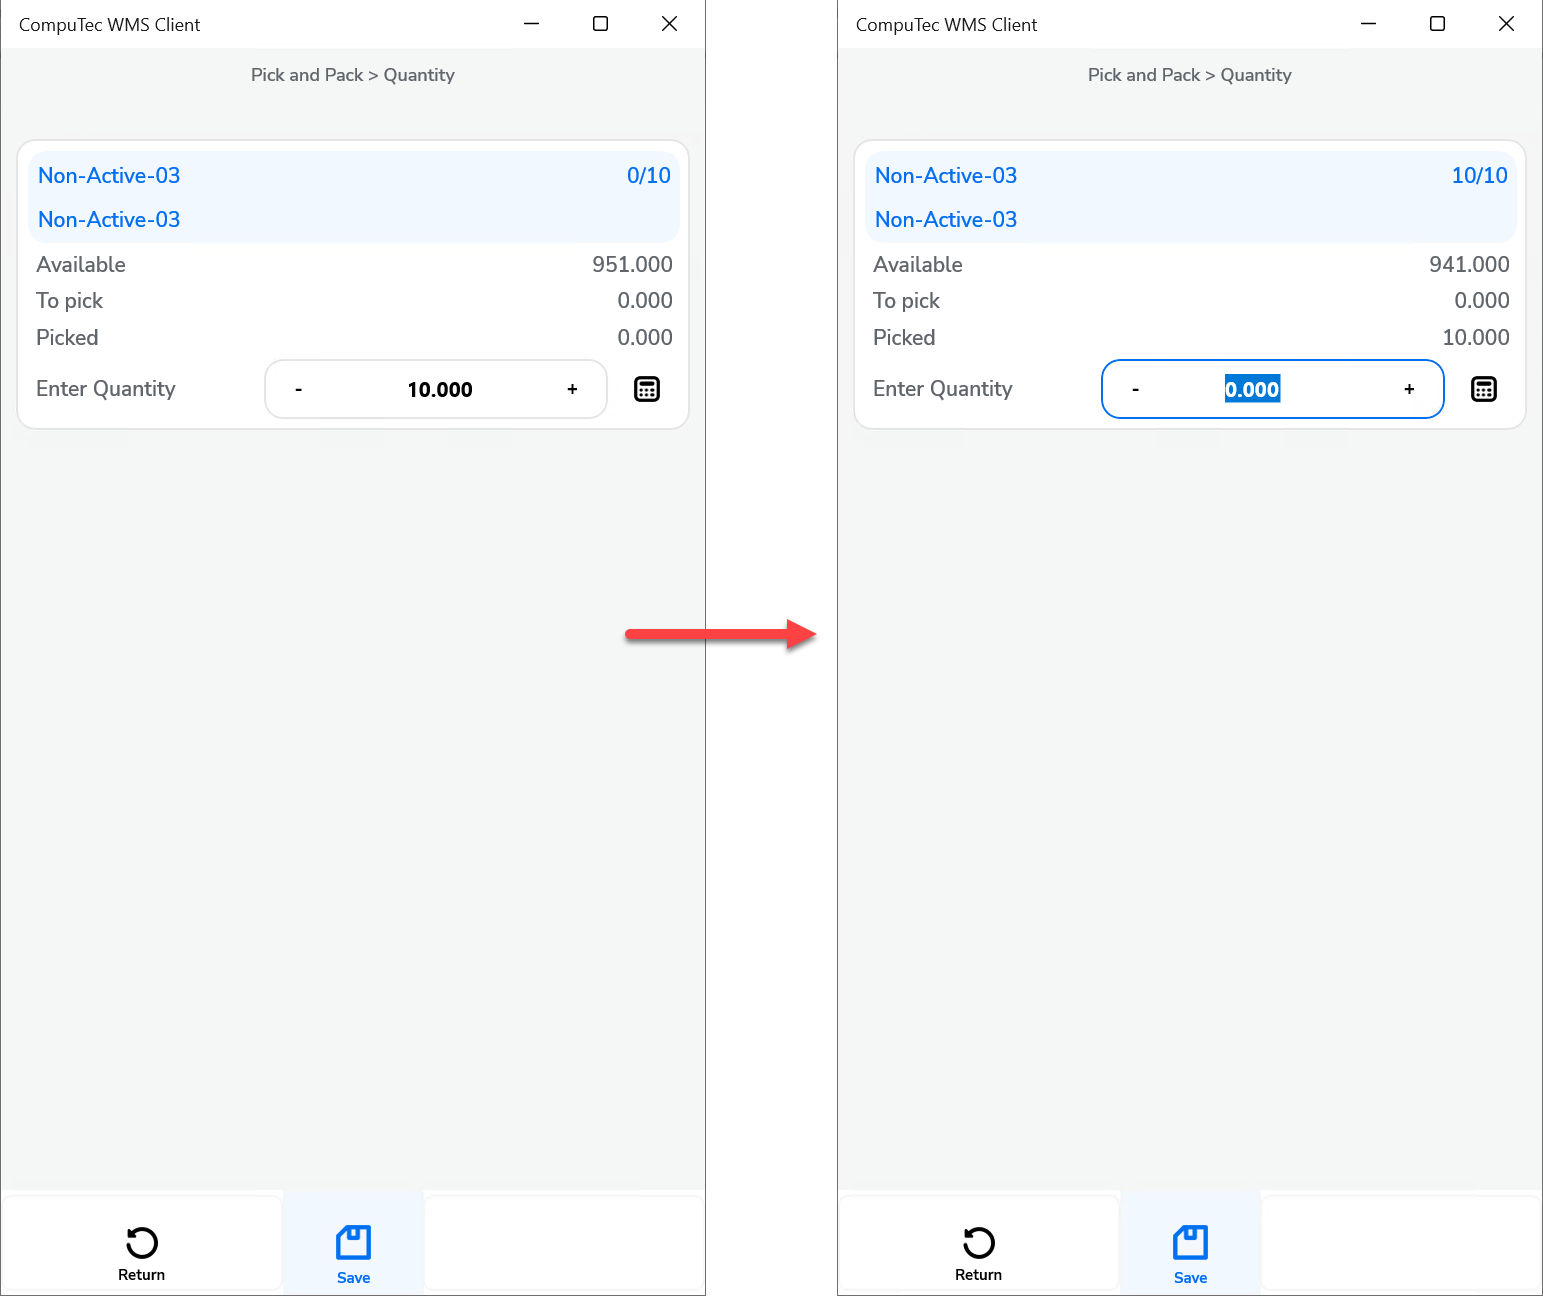 CompuTec WMS Client
Pick and Pack > Quantity
Non-Active-03 0/10
Non-Active-03
Available 951.000
To pick 0.000
Picked 0.000
Enter Quantity - 10.000 +
Return
Save
CompuTec WMS Client
Pick and Pack > Quantity
Non-Active-03 10/10
Non-Active-03
Available 941.000
To pick 0.000
Picked 10.000
Enter Quantity - 0.000 +
Return
Save